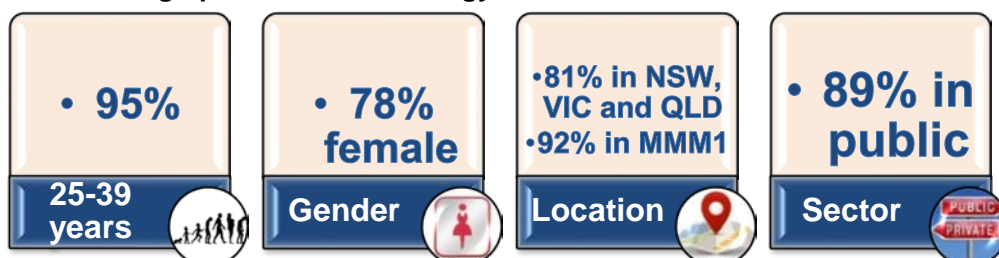 • 95%
25-39
years
• 78%
female
Gender
•81% in NSW,
VIC and QLD
•92% in MMM1
Location
• 89% in
public
Sector
PUBLIC
PRIVATE